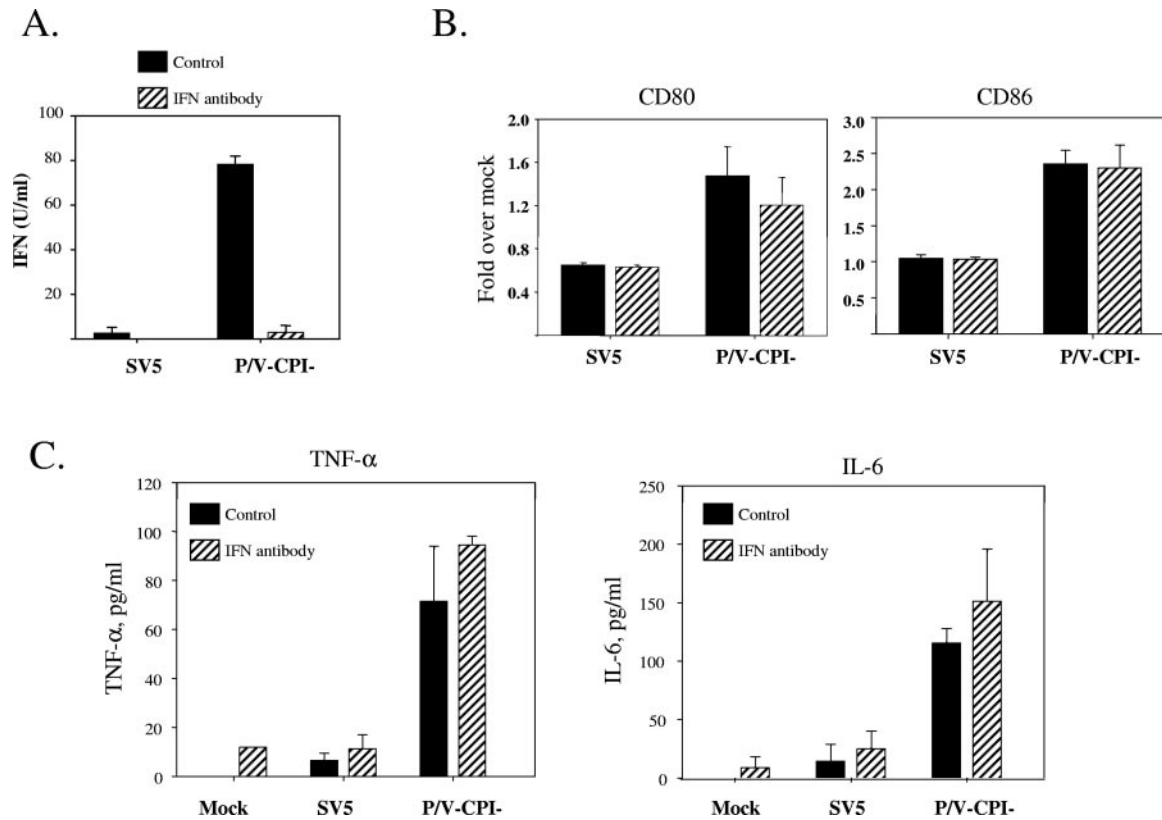 A.
Control
IFN antibody
IFN (U/ml)
100
80
60
40
20
SV5
P/V-CPI-
B.
CD80
Fold over mock
2.0
1.6
1.2
0.8
0.4
SV5
P/V-CPI-
CD86
3.0
2.5
2.0
1.5
1.0
0.5
SV5
P/V-CPI-
C.
TNF-α
Control
IFN antibody
TNF-α, pg/ml
120
100
80
60
40
20
0
Mock
SV5
P/V-CPI-
IL-6
Control
IFN antibody
IL-6, pg/ml
250
200
150
100
50
0
Mock
SV5
P/V-CPI-